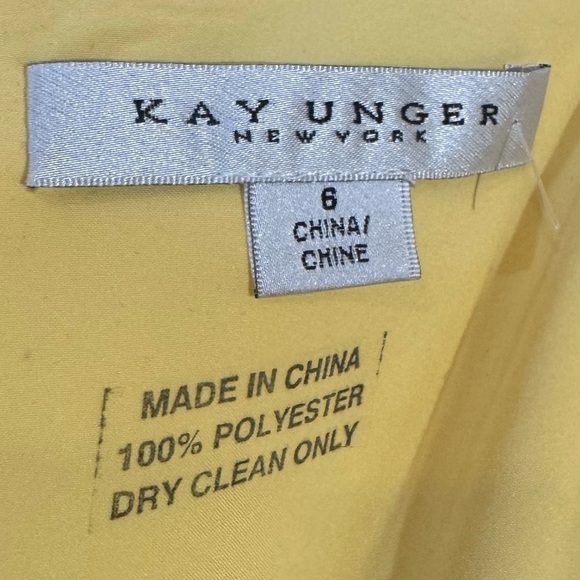 KAY UNGER
NEW YORK
6
CHINA/
CHINE
MADE IN CHINA
100% POLYESTER
DRY CLEAN ONLY